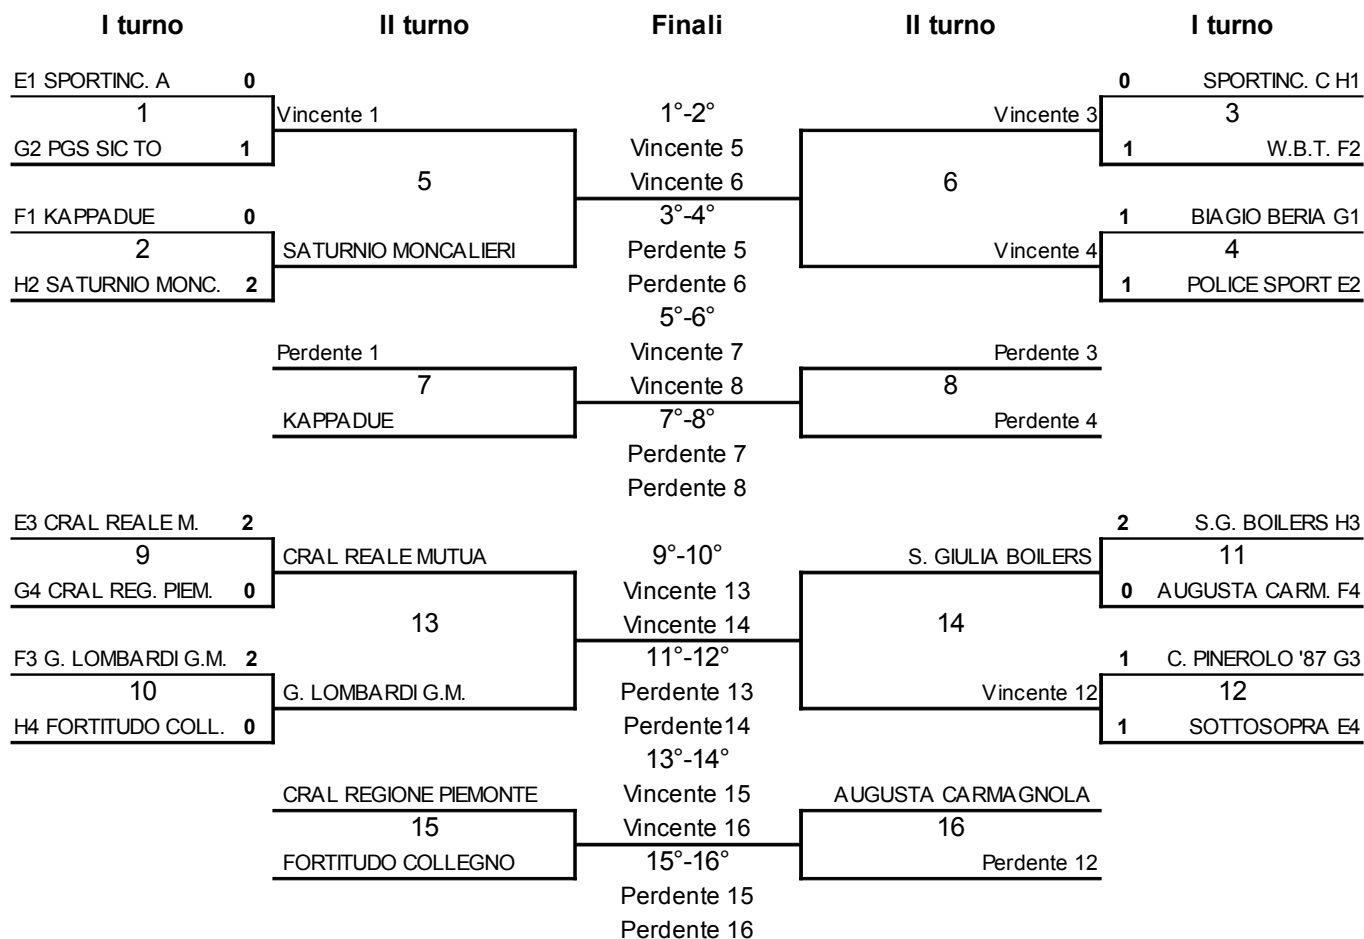 I turno II turno Finali II turno I turno
E1 SPORTINC. A 0 0 SPORTINC. C H1
1 Vincente 1 1°-2° Vincente 3 3
G2 PGS SIC TO 1 Vincente 5 1 W.B.T. F2
5 Vincente 6 6
F1 KAPPADUE 0 3°-4° 1 BIAGIO BERIA G1
2 SATURNIO MONCALIERI Perdente 5 Vincente 4 4
H2 SATURNIO MONC. 2 Perdente 6 1 POLICE SPORT E2
5°-6°
Perdente 1 Vincente 7 Perdente 3
7 Vincente 8 8
KAPPADUE 7°-8° Perdente 4
Perdente 7
Perdente 8
E3 CRAL REALE M. 2 2 S.G. BOILERS H3
9 CRAL REALE MUTUA 9°-10° S. GIULIA BOILERS 11
G4 CRAL REG. PIEM. 0 Vincente 13 0 AUGUSTA CARM. F4
13 Vincente 14 14
F3 G. LOMBARDI G.M. 2 11°-12° 1 C. PINEROLO '87 G3
10 G. LOMBARDI G.M. Perdente 13 Vincente 12 12
H4 FORTITUDO COLL. 0 Perdente14 1 SOTTOSOPRA E4
13°-14°
CRAL REGIONE PIEMONTE Vincente 15 AUGUSTA CARMAGNOLA
15 Vincente 16 16
FORTITUDO COLLEGNO 15°-16° Perdente 12
Perdente 15
Perdente 16